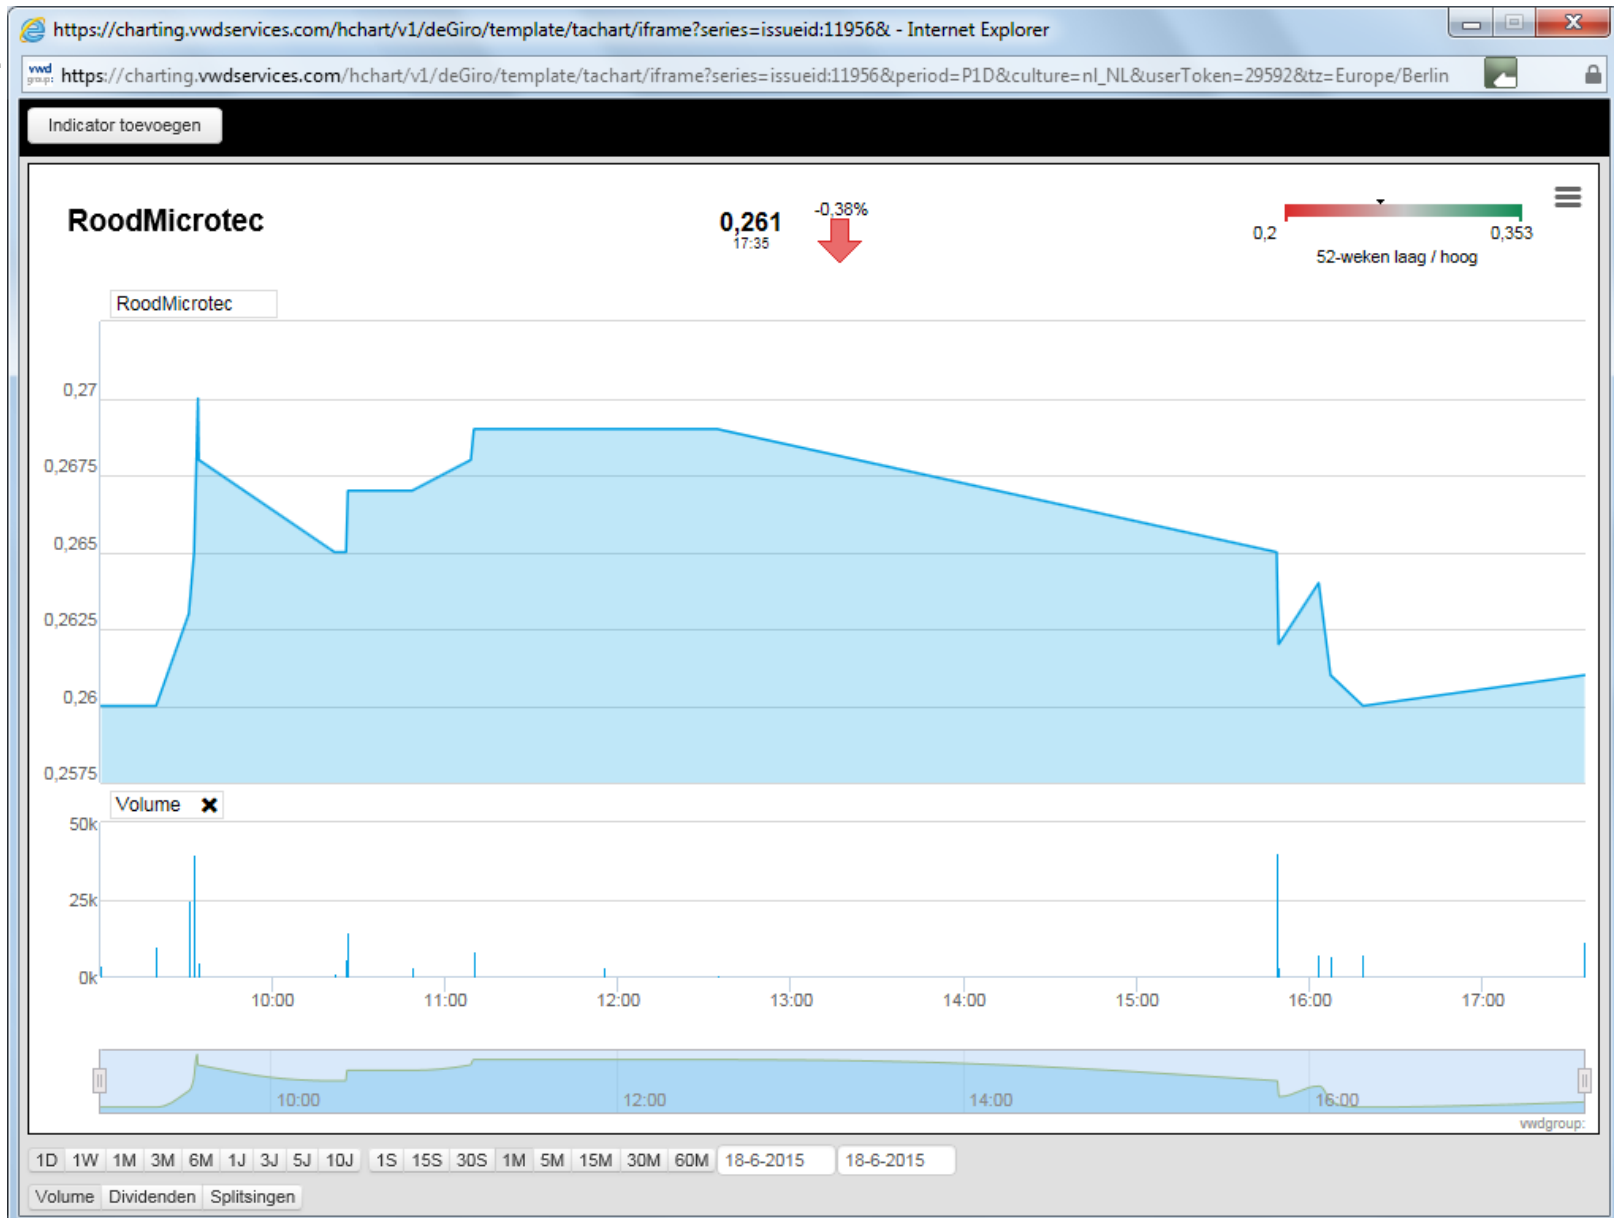 https://charting.vwdservices.com/hchart/v1/deGiro/template/tachart/iframe?series=issueid:11956& - Internet Explorer
vwd group: https://charting.vwdservices.com/hchart/v1/deGiro/template/tachart/iframe?series=issueid:11956&period=P1D&culture=nl_NL&userToken=29592&tz=Europe/Berlin
Indicator toevoegen
RoodMicrotec
0,261
17:35
-0,38%
0,2
0,353
52-weken laag / hoog
RoodMicrotec
0,27
0,2675
0,265
0,2625
0,26
0,2575
Volume
50k
25k
0k
10:00 11:00 12:00 13:00 14:00 15:00 16:00 17:00
10:00 12:00 14:00 16:00
vwdgroup:
1D 1W 1M 3M 6M 1J 3J 5J 10J 1S 15S 30S 1M 5M 15M 30M 60M 18-6-2015 18-6-2015
Volume Dividenden Splitsingen